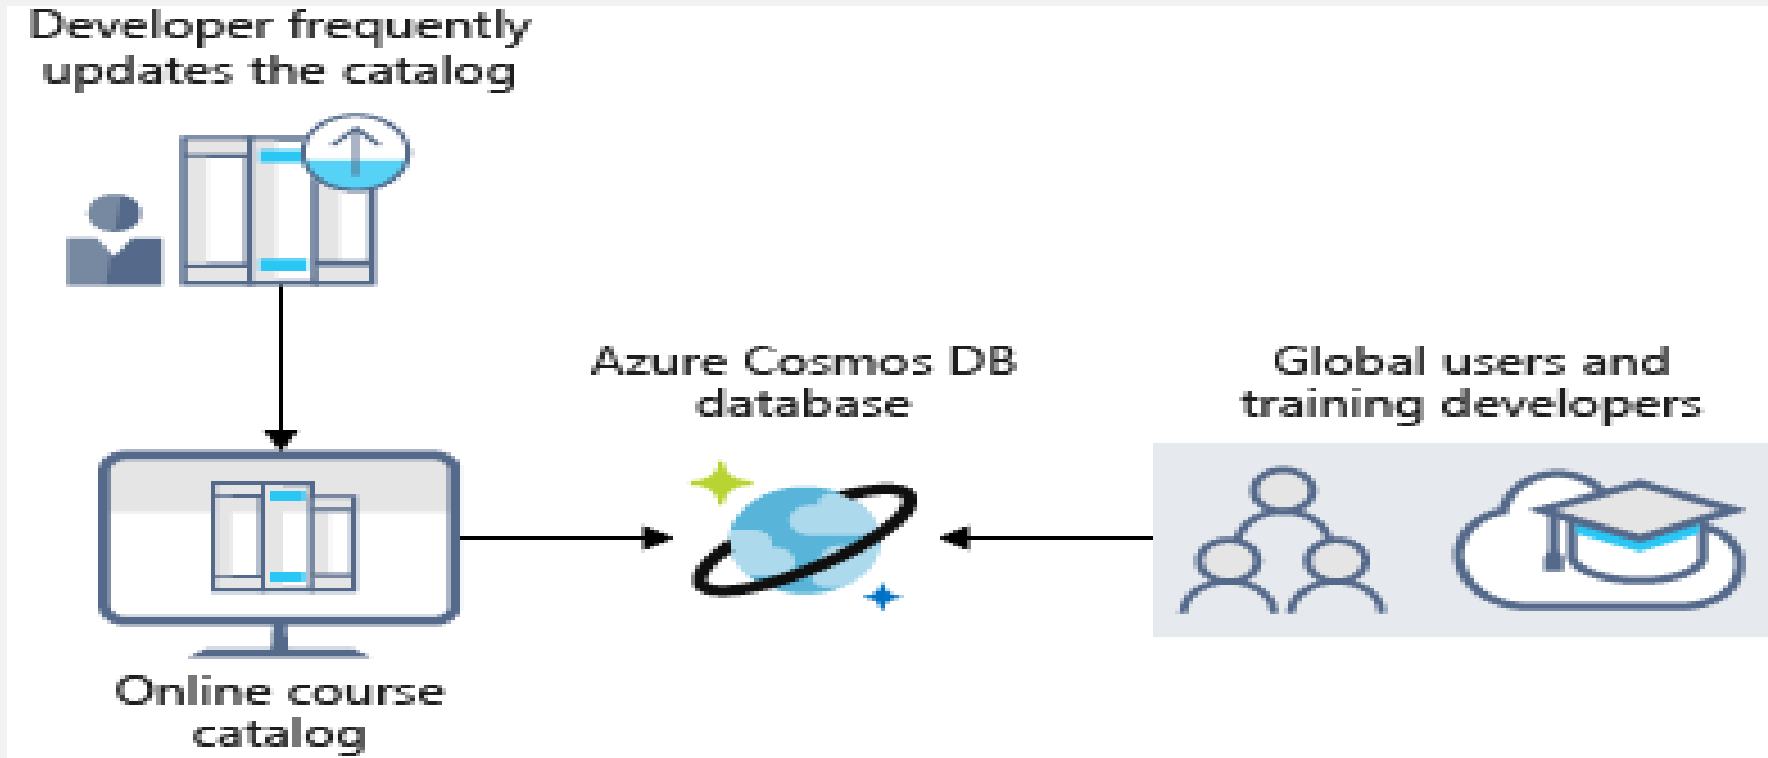 Developer frequently
updates the catalog
Azure Cosmos DB
database
Global users and
training developers
Online course
catalog